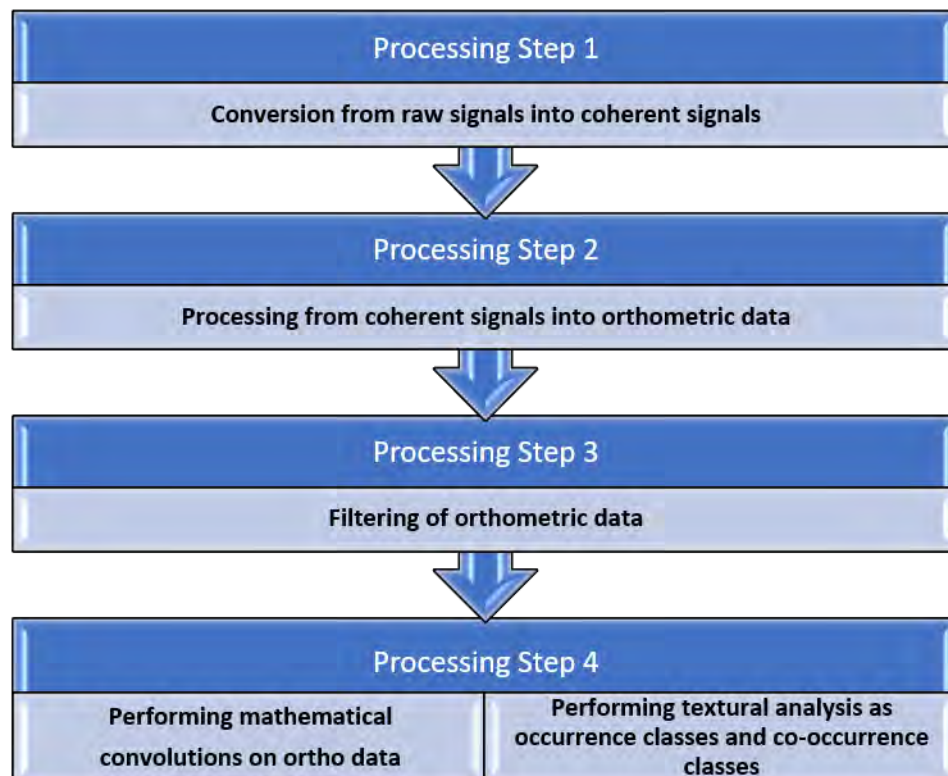 Processing Step 1
Conversion from raw signals into coherent signals
Processing Step 2
Processing from coherent signals into orthometric data
Processing Step 3
Filtering of orthometric data
Processing Step 4
Performing mathematical
convolutions on ortho data
Performing textural analysis as
occurrence classes and co-occurrence
classes